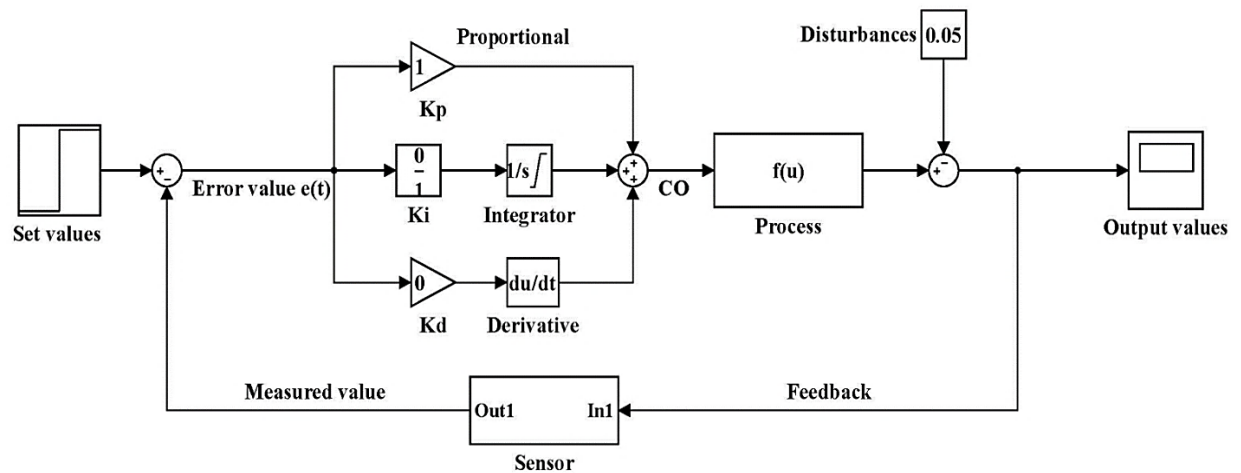 Proportional
Disturbances 0.05
1
Kp
Set values
+
−
Error value e(t)
0
1
Ki
1/s
Integrator
+
+
+
CO
f(u)
Process
−
+
Output values
0
Kd
du/dt
Derivative
Measured value
Out1 In1
Feedback
Sensor